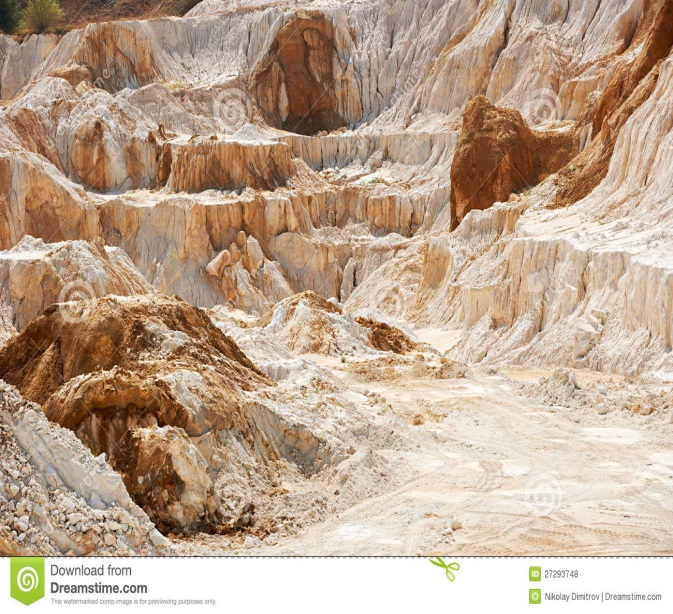 Download from
Dreamstime.com
This watermarked comp image is for previewing purposes only.
27293748
© Nikolay Dimitrov | Dreamstime.com